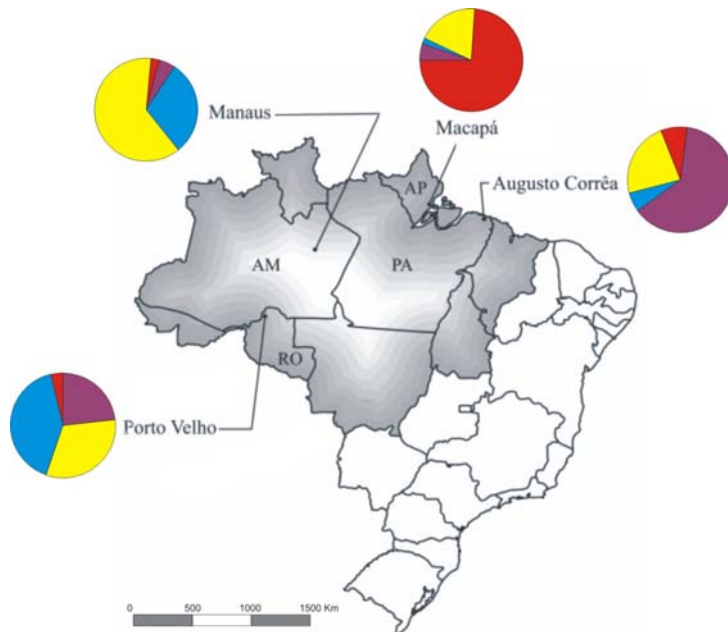 Manaus
Macapá
AP
Augusto Corrêa
AM
PA
RO
Porto Velho
0 500 1000 1500 Km